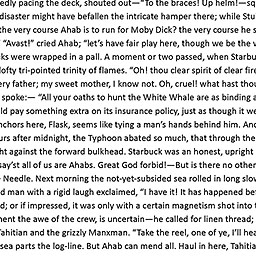 edly pacing the deck, shouted out—“To the braces! Up helm!—sq
disaster might have befallen the intricate hamper there; while Stu
the very course Ahab is to run for Moby Dick? the very course he s
“Avast!” cried Ahab; “let’s have fair play here, though we be the v
ks were wrapped in a pall. A moment or two passed, when Starbu
lofty tri-pointed trinity of flames. “Oh! thou clear spirit of clear fire
ery father; my sweet mother, I know not. Oh, cruel! what hast thou
spoke:— “All your oaths to hunt the White Whale are as binding a
ld pay something extra on its insurance policy, just as though it we
nchors here, Flask, seems like tying a man’s hands behind him. And
urs after midnight, the Typhoon abated so much, that through the
ht against the forward bulkhead. Starbuck was an honest, upright
say’st all of us are Ahabs. Great God forbid!—But is there no other
Needle. Next morning the not-yet-subsided sea rolled in long slow
d man with a rigid laugh exclaimed, “I have it! It has happened bef
d; or if impressed, it was only with a certain magnetism shot into t
ment the awe of the crew, is uncertain—he called for linen thread;
Tahitian and the grizzly Manxman. “Take the reel, one of ye, I’ll hea
sea parts the log-line. But Ahab can mend all. Haul in here, Tahitia